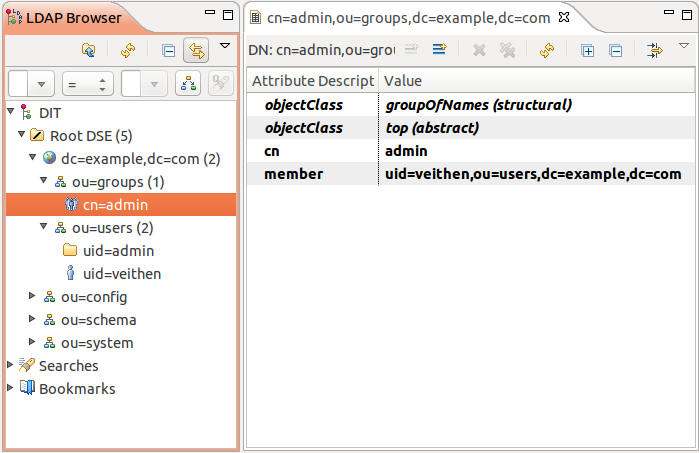 LDAP Browser
=
DIT
Root DSE (5)
dc=example,dc=com (2)
ou=groups (1)
cn=admin
ou=users (2)
uid=admin
uid=veithen
ou=config
ou=schema
ou=system
Searches
Bookmarks
cn=admin,ou=groups,dc=example,dc=com
DN: cn=admin,ou=grou
Attribute Descript Value
objectClass groupOfNames (structural)
objectClass top (abstract)
cn admin
member uid=veithen,ou=users,dc=example,dc=com